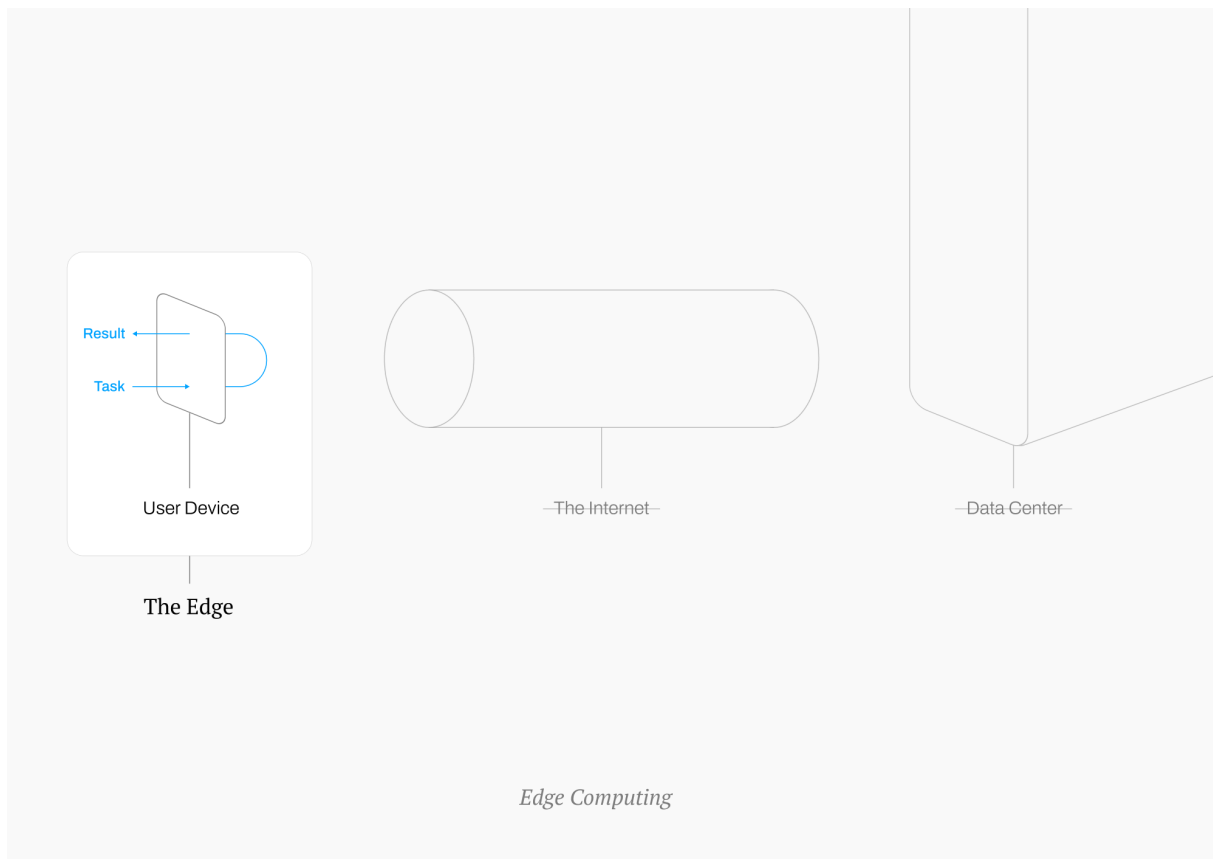 Result
Task
User Device
The Internet
Data Center
The Edge
Edge Computing